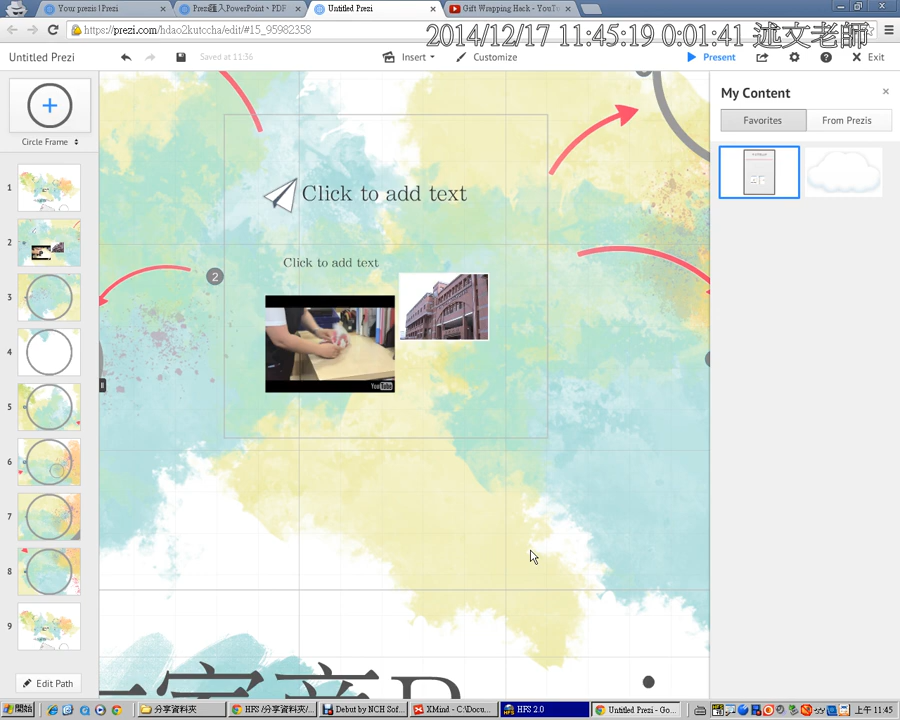 Your prezis | Prezi
Prezi匯入PowerPoint・PDF
Untitled Prezi
Gift Wrapping Hack - YouTu
https://prezi.com/hdao2kutccha/edit/#15_95982358
2014/12/17 11:45:19 0:01:41 述文老師
Untitled Prezi
Saved at 11:36
Insert
Customize
Present
Exit
Circle Frame
My Content
Favorites
From Prezis
1
2
3
4
5
6
7
8
9
Click to add text
Click to add text
2
YouTube
Edit Path
開始
分享資料夾
HFS /分享資料夾/...
Debut by NCH Sof...
XMind - C:\Docu...
HFS 2.0
Untitled Prezi - Go...
上午 11:45